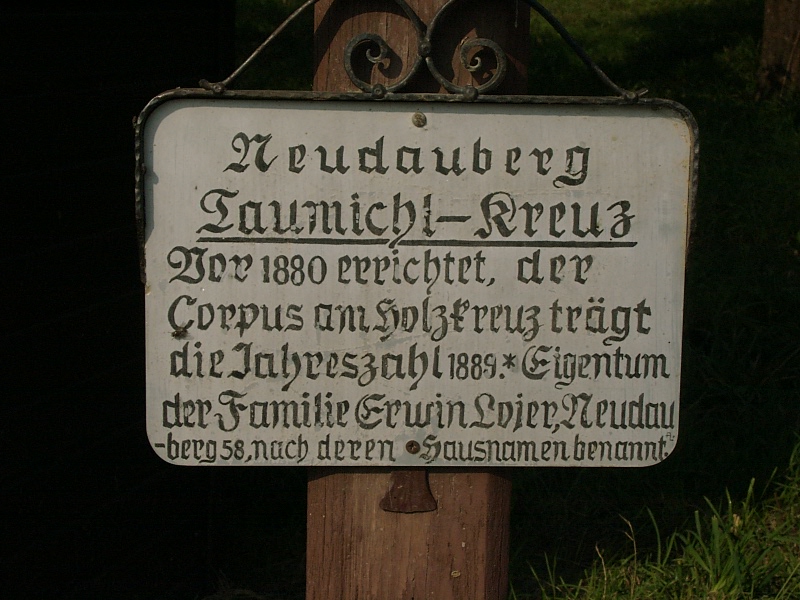 Neudauberg
Taumichl-Kreuz
Vor 1880 errichtet, der
Corpus am Holzkreuz trägt
die Jahreszahl 1889.* Eigentum
der Familie Erwin Lojer, Neudau
-berg 58, nach deren Hausnamen benannt.